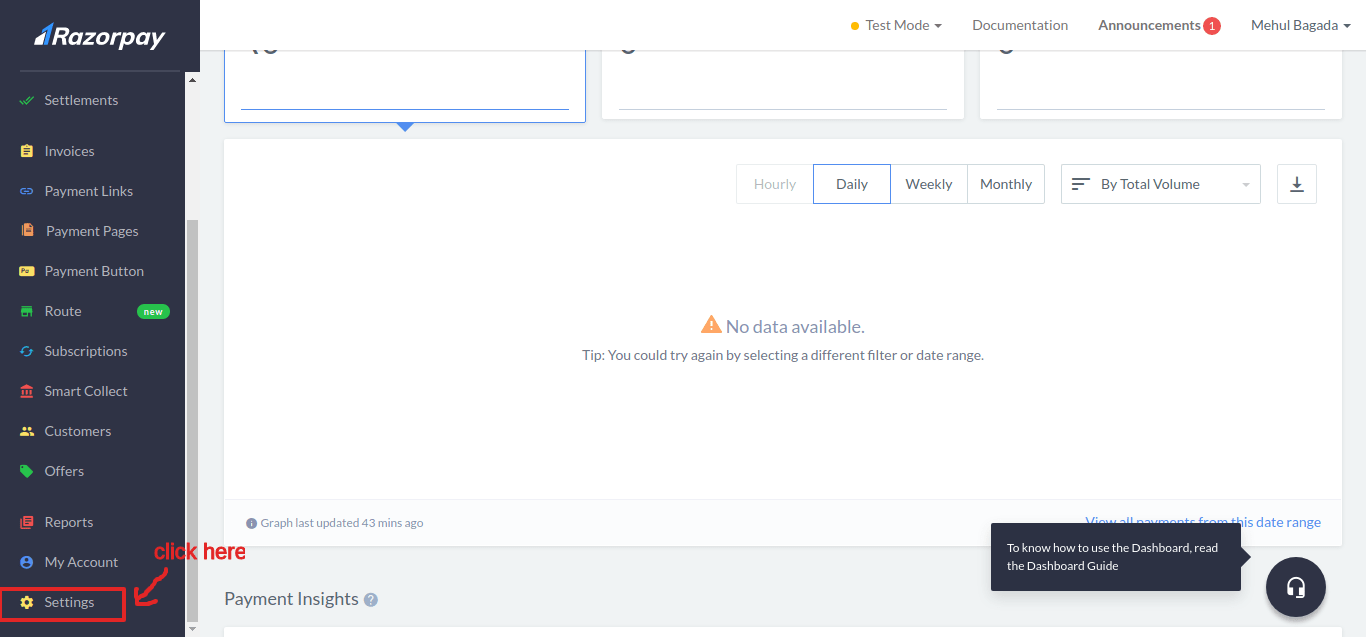 Razorpay
Test Mode
Documentation
Announcements 1
Mehul Bagada
Settlements
Invoices
Payment Links
Payment Pages
Payment Button
Route new
Subscriptions
Smart Collect
Customers
Offers
Reports
My Account
Settings
click here
Hourly
Daily
Weekly
Monthly
By Total Volume
No data available.
Tip: You could try again by selecting a different filter or date range.
Graph last updated 43 mins ago
View all payments from this date range
To know how to use the Dashboard, read
the Dashboard Guide
Payment Insights ?